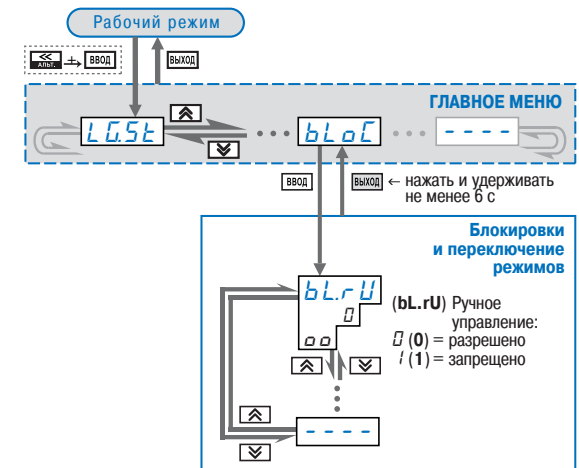 Рабочий режим
<< АЛЬТ. ВВОД ВЫХОД
ГЛАВНОЕ МЕНЮ
LG.St bLoC - - - -
ВВОД ВЫХОД ← нажать и удерживать
не менее 6 с
Блокировки
и переключение
режимов
bL.rU
0
oo
(bL.rU) Ручное
управление:
0 (0) = разрешено
1 (1) = запрещено
- - - -